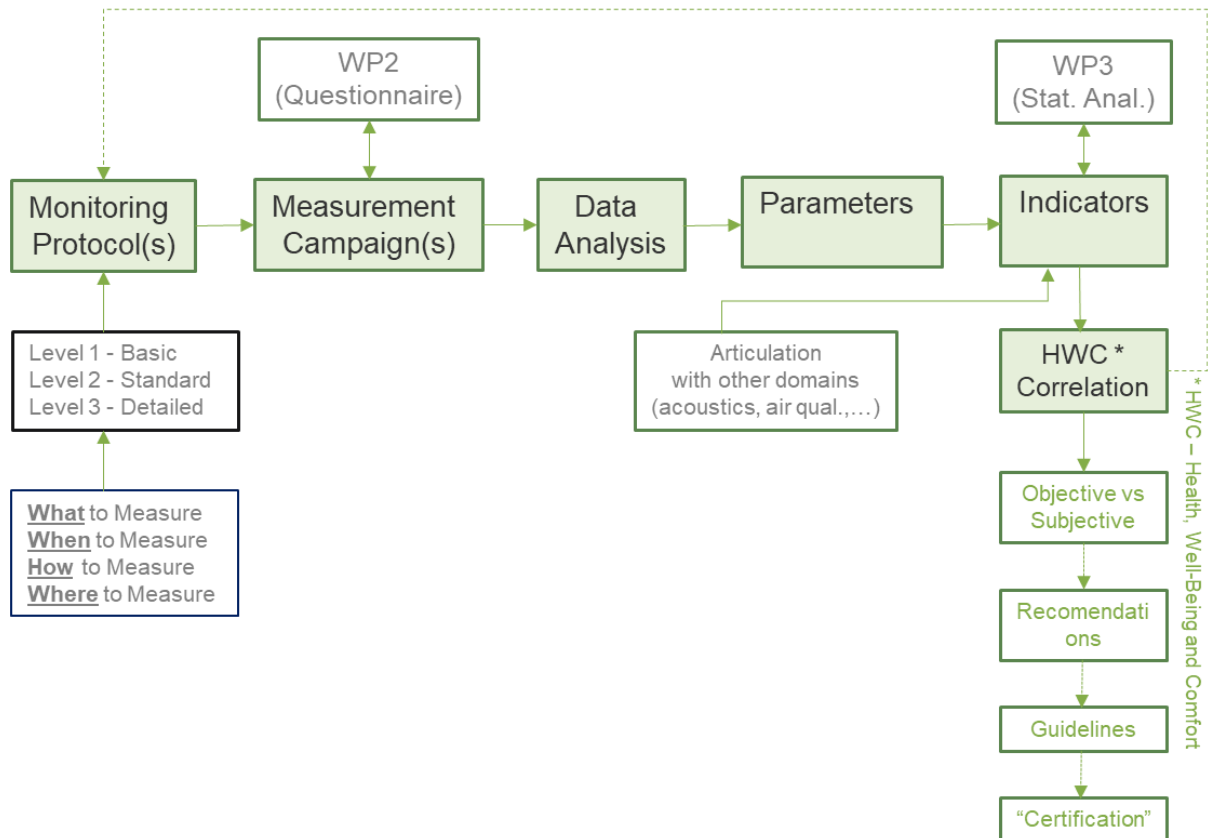 WP2
(Questionnaire)
WP3
(Stat. Anal.)
Monitoring
Protocol(s)
Measurement
Campaign(s)
Data
Analysis
Parameters
Indicators
Level 1 - Basic
Level 2 - Standard
Level 3 - Detailed
Articulation
with other domains
(acoustics, air qual.,…)
HWC *
Correlation
What to Measure
When to Measure
How to Measure
Where to Measure
Objective vs
Subjective
Recomendati
ons
Guidelines
“Certification”
* HWC – Health, Well-Being and Comfort